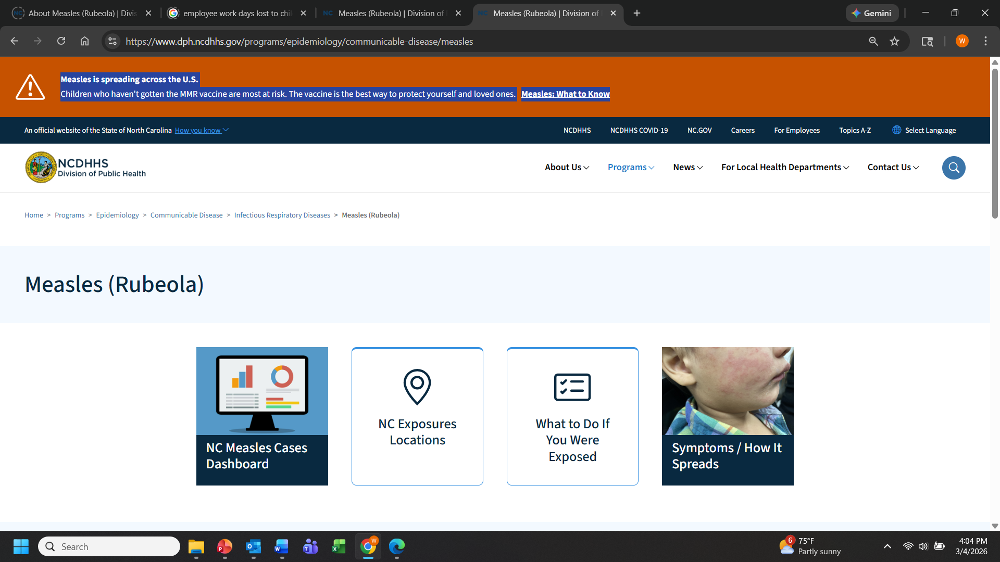 About Measles (Rubeola) | Divis
employee work days lost to chil
Measles (Rubeola) | Division of
Measles (Rubeola) | Division of
Gemini
https://www.dph.ncdhhs.gov/programs/epidemiology/communicable-disease/measles
W
Measles is spreading across the U.S.
Children who haven't gotten the MMR vaccine are most at risk. The vaccine is the best way to protect yourself and loved ones. Measles: What to Know
An official website of the State of North Carolina How you know
NCDHHS NCDHHS COVID-19 NC.GOV Careers For Employees Topics A-Z Select Language
NCDHHS
Division of Public Health
About Us Programs News For Local Health Departments Contact Us
Home > Programs > Epidemiology > Communicable Disease > Infectious Respiratory Diseases > Measles (Rubeola)
Measles (Rubeola)
NC Measles Cases
Dashboard
NC Exposures
Locations
What to Do If
You Were
Exposed
Symptoms / How It
Spreads
Search
6
75°F
Partly sunny
4:04 PM
3/4/2026